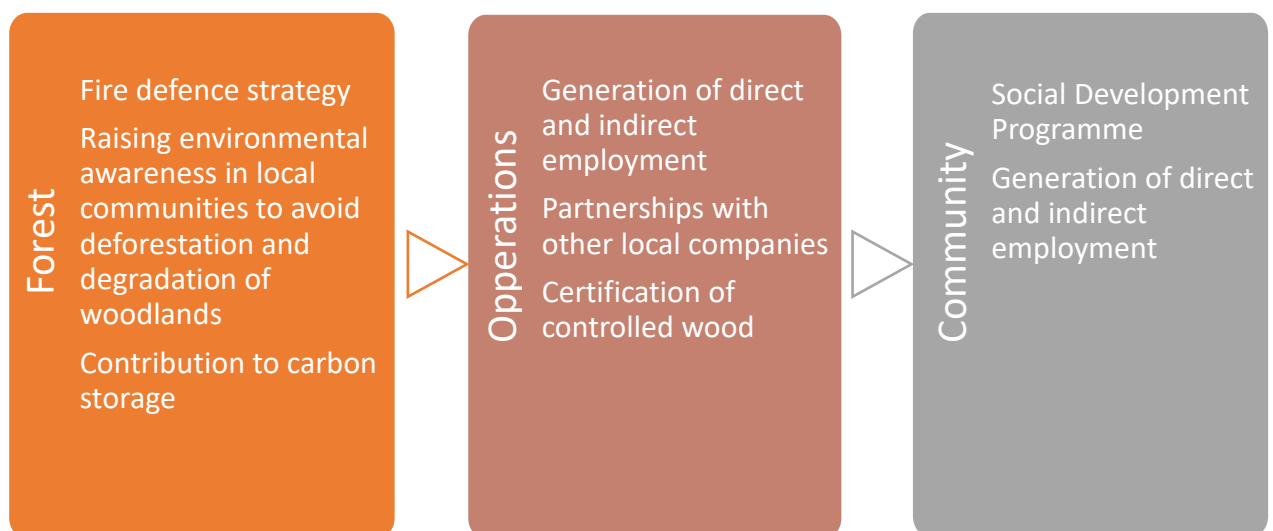 Forest
Fire defence strategy
Raising environmental
awareness in local
communities to avoid
deforestation and
degradation of
woodlands
Contribution to carbon
storage
Opperations
Generation of direct
and indirect
employment
Partnerships with
other local companies
Certification of
controlled wood
Community
Social Development
Programme
Generation of direct
and indirect
employment